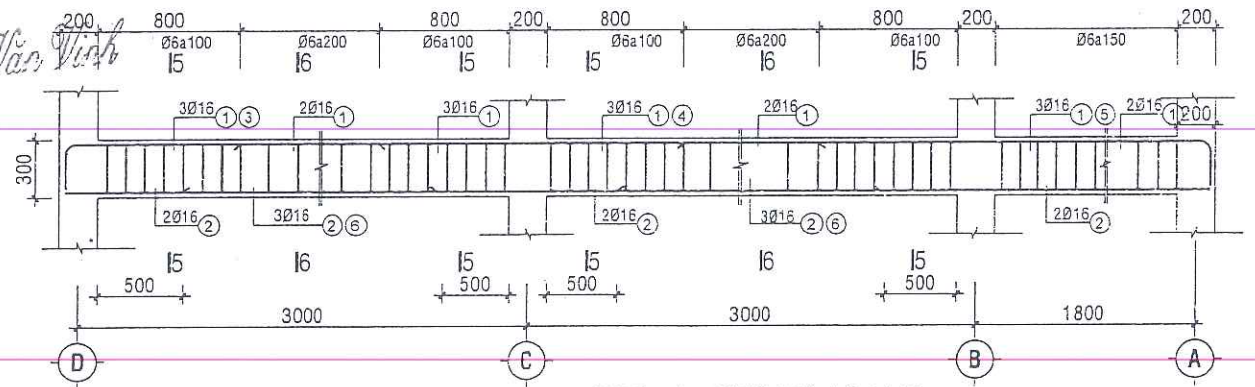 200 800 800 200 800 800 200 200
Ø6a100 Ø6a200 Ø6a100 Ø6a100 Ø6a200 Ø6a100 Ø6a150
Văn Vinh
5 6 5 5 6 5
3Ø16 1 3 2Ø16 1 3Ø16 1 3Ø16 1 4 2Ø16 1 3Ø16 1 5 2Ø16 1 200
300
2Ø16 2 3Ø16 2 6 2Ø16 2 3Ø16 2 6 2Ø16 2
5 6 5 5 6 5
500 500 500 500
3000 3000 1800
D C B A